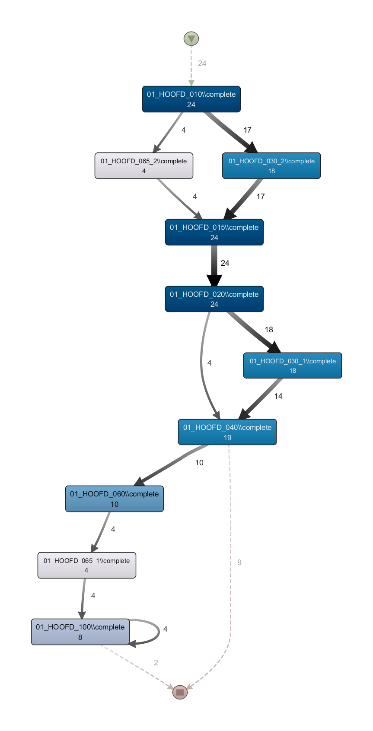 24
01_HOOFD_010\\complete
24
4
17
01_HOOFD_065_2\\complete
4
01_HOOFD_030_2\\complete
18
4
17
01_HOOFD_015\\complete
24
24
01_HOOFD_020\\complete
24
18
4
01_HOOFD_030_1\\complete
18
14
01_HOOFD_040\\complete
19
10
01_HOOFD_060\\complete
10
4
9
01_HOOFD_065_1\\complete
4
4
01_HOOFD_100\\complete
8
4
2